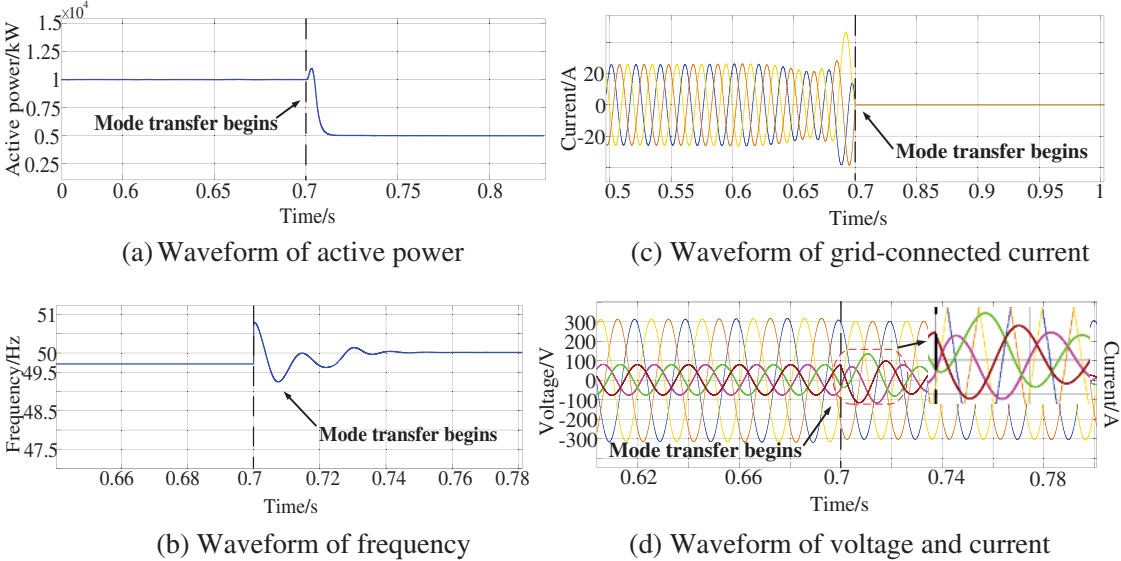 ×10⁴
1.5
1.25
1
0.75
0.5
0.25
Active power/kW
Mode transfer begins
0 0.6 0.65 0.7 0.75 0.8
Time/s
(a) Waveform of active power
20
0
-20
Current/A
Mode transfer begins
0.5 0.55 0.6 0.65 0.7 0.75 0.8 0.85 0.9 0.95 1
Time/s
(c) Waveform of grid-connected current
51
50
49.5
48.5
47.5
Frequency/Hz
Mode transfer begins
0.66 0.68 0.7 0.72 0.74 0.76 0.78
Time/s
(b) Waveform of frequency
300
200
100
0
-100
-200
-300
Voltage/V
Current/A
Mode transfer begins
0.62 0.66 0.7 0.74 0.78
Time/s
(d) Waveform of voltage and current